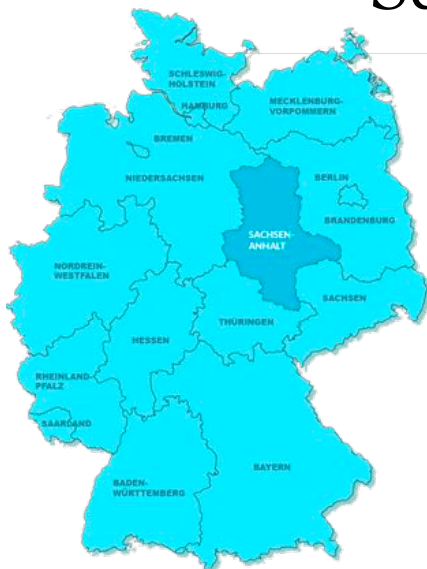 SCHLESWIG-
HOLSTEIN
HAMBURG
MECKLENBURG-
VORPOMMERN
BREMEN
NIEDERSACHSEN
BERLIN
BRANDENBURG
SACHSEN-
ANHALT
NORDREIN-
WESTFALEN
SACHSEN
THÜRINGEN
HESSEN
RHEINLAND-
PFALZ
SAARLAND
BAYERN
BADEN-
WÜRTTEMBERG